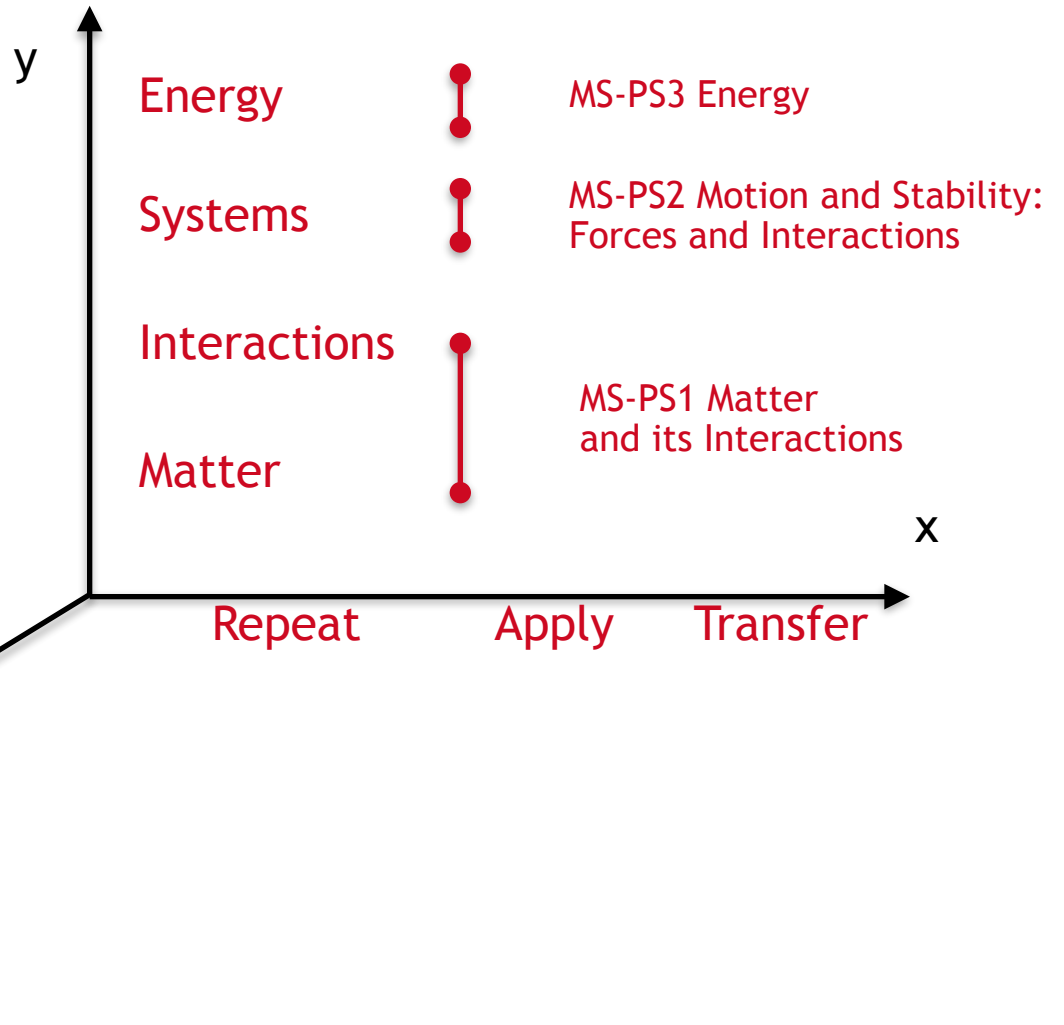 y
Energy
MS-PS3 Energy
Systems
MS-PS2 Motion and Stability:
Forces and Interactions
Interactions
MS-PS1 Matter
and its Interactions
Matter
x
Repeat
Apply
Transfer